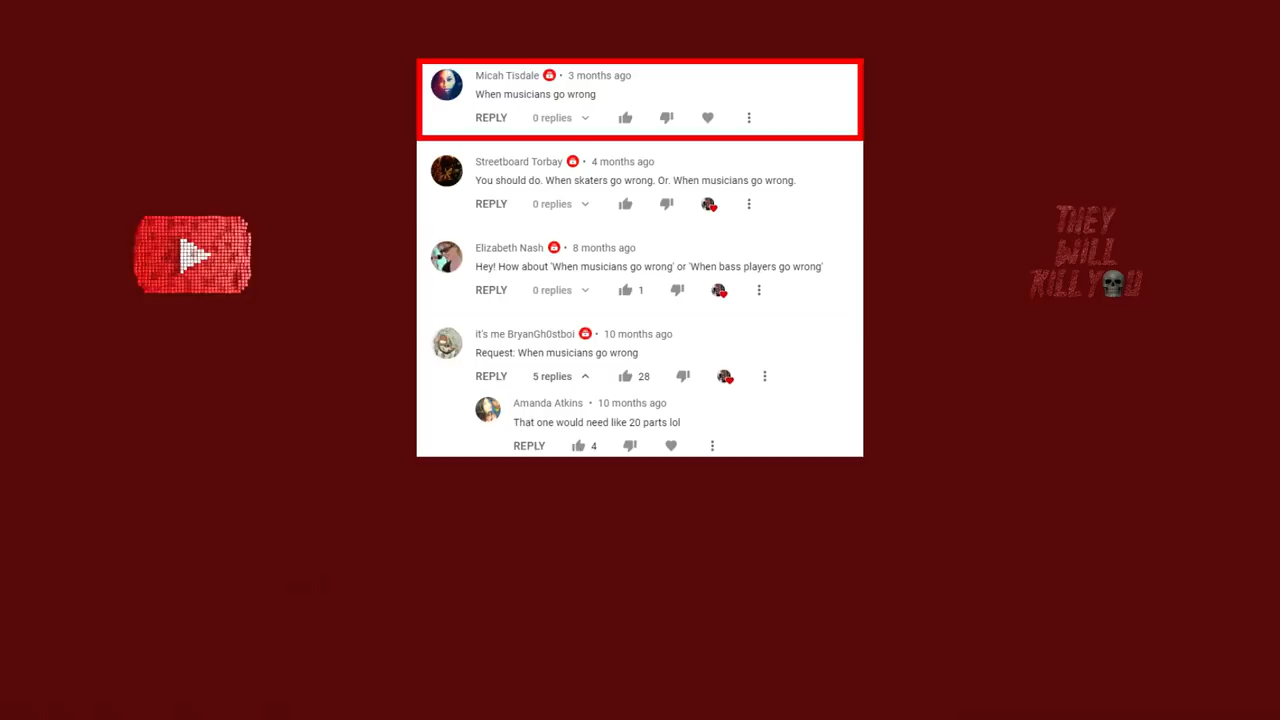 Micah Tisdale • 3 months ago
When musicians go wrong
REPLY 0 replies
Streetboard Torbay • 4 months ago
You should do. When skaters go wrong. Or. When musicians go wrong.
REPLY 0 replies
Elizabeth Nash • 8 months ago
Hey! How about 'When musicians go wrong' or 'When bass players go wrong'
REPLY 0 replies 1
it's me BryanGh0stboi • 10 months ago
Request: When musicians go wrong
REPLY 5 replies 28
Amanda Atkins • 10 months ago
That one would need like 20 parts lol
REPLY 4
THEY
WILL
KILL YOU